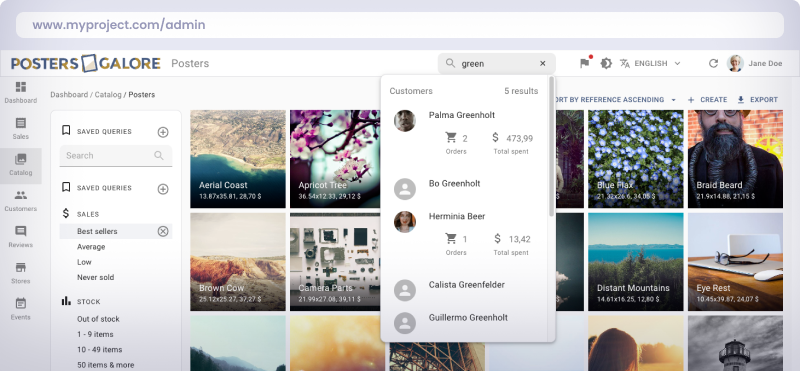 www.myproject.com/admin
POSTERS GALORE
Posters
green
ENGLISH
Jane Doe
Dashboard
Sales
Catalog
Customers
Reviews
Stores
Events
Dashboard / Catalog / Posters
SORT BY REFERENCE ASCENDING
CREATE
EXPORT
SAVED QUERIES
Search
SAVED QUERIES
SALES
Best sellers
Average
Low
Never sold
STOCK
Out of stock
1 - 9 items
10 - 49 items
50 items & more
Customers
5 results
Palma Greenholt
2
473,99
Orders
Total spent
Bo Greenholt
Herminia Beer
1
13,42
Orders
Total spent
Calista Greenfelder
Guillermo Greenholt
Aerial Coast
13.87x35.81, 28,70 $
Apricot Tree
36.54x12.33, 29,12 $
Blue Flax
21.32x26.6, 34,05 $
Braid Beard
21.9x14.88, 21,15 $
Brown Cow
25.12x25.27, 37,27 $
Camera Parts
21.99x27.08, 39,11 $
Distant Mountains
14.61x16.25, 12,80 $
Eye Rest
10.45x39.87, 24,07 $